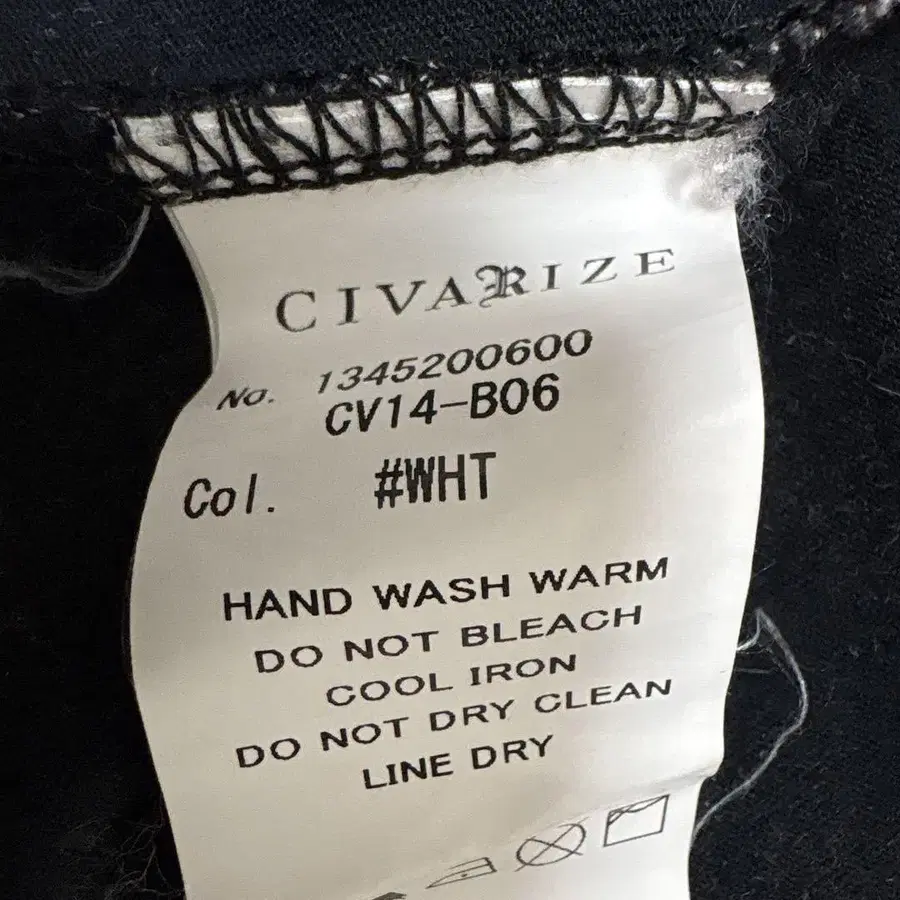 CIVARIZE
No. 1345200600
CV14-B06
Col. #WHT
HAND WASH WARM
DO NOT BLEACH
COOL IRON
DO NOT DRY CLEAN
LINE DRY